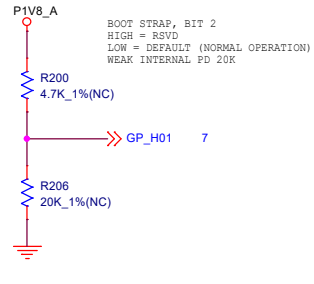 P1V8_A
BOOT STRAP, BIT 2
HIGH = RSVD
LOW = DEFAULT (NORMAL OPERATION)
WEAK INTERNAL PD 20K
R200
4.7K_1%(NC)
GP_H01 7
R206
20K_1%(NC)